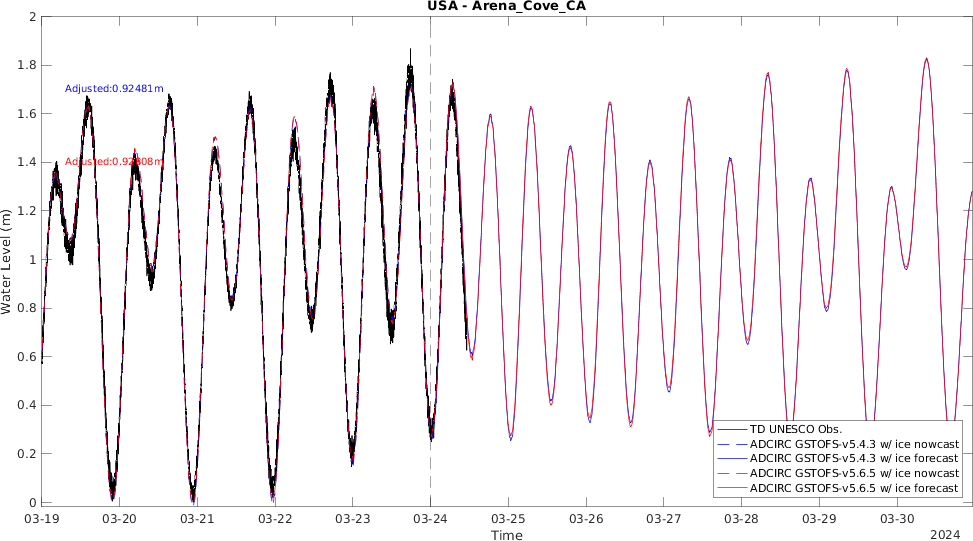 USA - Arena_Cove_CA
2
1.8
1.6
1.4
1.2
1
0.8
0.6
0.4
0.2
0
Water Level (m)
Adjusted:0.92481m
TD UNESCO Obs.
ADCIRC GSTOFS-v5.4.3 w/ ice nowcast
ADCIRC GSTOFS-v5.4.3 w/ ice forecast
ADCIRC GSTOFS-v5.6.5 w/ ice nowcast
ADCIRC GSTOFS-v5.6.5 w/ ice forecast
03-19 03-20 03-21 03-22 03-23 03-24 03-25 03-26 03-27 03-28 03-29 03-30
Time
2024